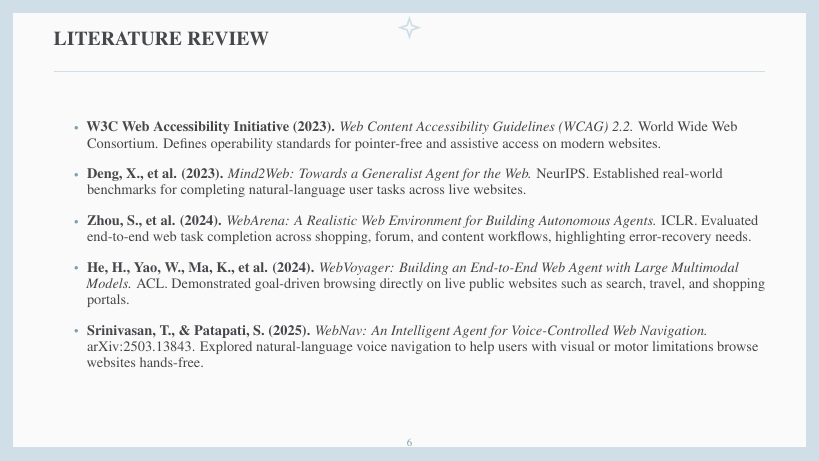 LITERATURE REVIEW
• W3C Web Accessibility Initiative (2023). Web Content Accessibility Guidelines (WCAG) 2.2. World Wide Web
Consortium. Defines operability standards for pointer-free and assistive access on modern websites.
• Deng, X., et al. (2023). Mind2Web: Towards a Generalist Agent for the Web. NeurIPS. Established real-world
benchmarks for completing natural-language user tasks across live websites.
• Zhou, S., et al. (2024). WebArena: A Realistic Web Environment for Building Autonomous Agents. ICLR. Evaluated
end-to-end web task completion across shopping, forum, and content workflows, highlighting error-recovery needs.
• He, H., Yao, W., Ma, K., et al. (2024). WebVoyager: Building an End-to-End Web Agent with Large Multimodal
Models. ACL. Demonstrated goal-driven browsing directly on live public websites such as search, travel, and shopping
portals.
• Srinivasan, T., & Patapati, S. (2025). WebNav: An Intelligent Agent for Voice-Controlled Web Navigation.
arXiv:2503.13843. Explored natural-language voice navigation to help users with visual or motor limitations browse
websites hands-free.
6